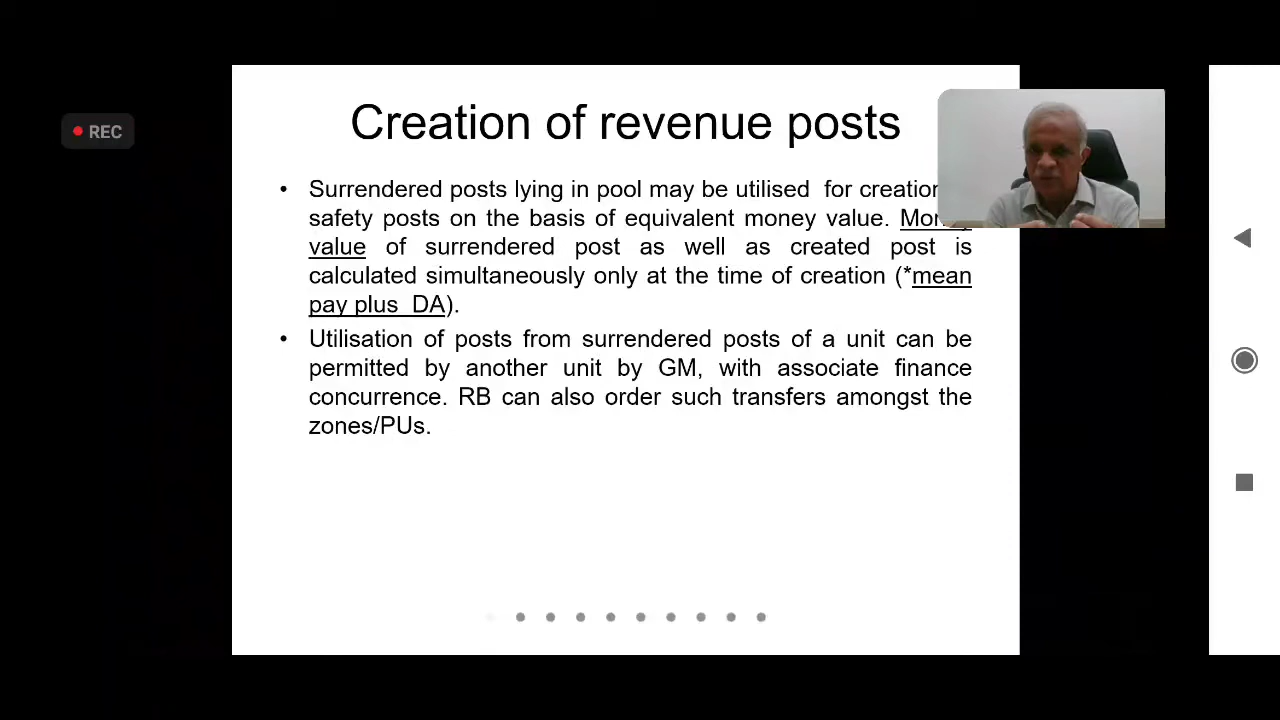 REC
Creation of revenue posts
• Surrendered posts lying in pool may be utilised for creation
safety posts on the basis of equivalent money value. Money
value of surrendered post as well as created post is
calculated simultaneously only at the time of creation (*mean
pay plus DA).
• Utilisation of posts from surrendered posts of a unit can be
permitted by another unit by GM, with associate finance
concurrence. RB can also order such transfers amongst the
zones/PUs.